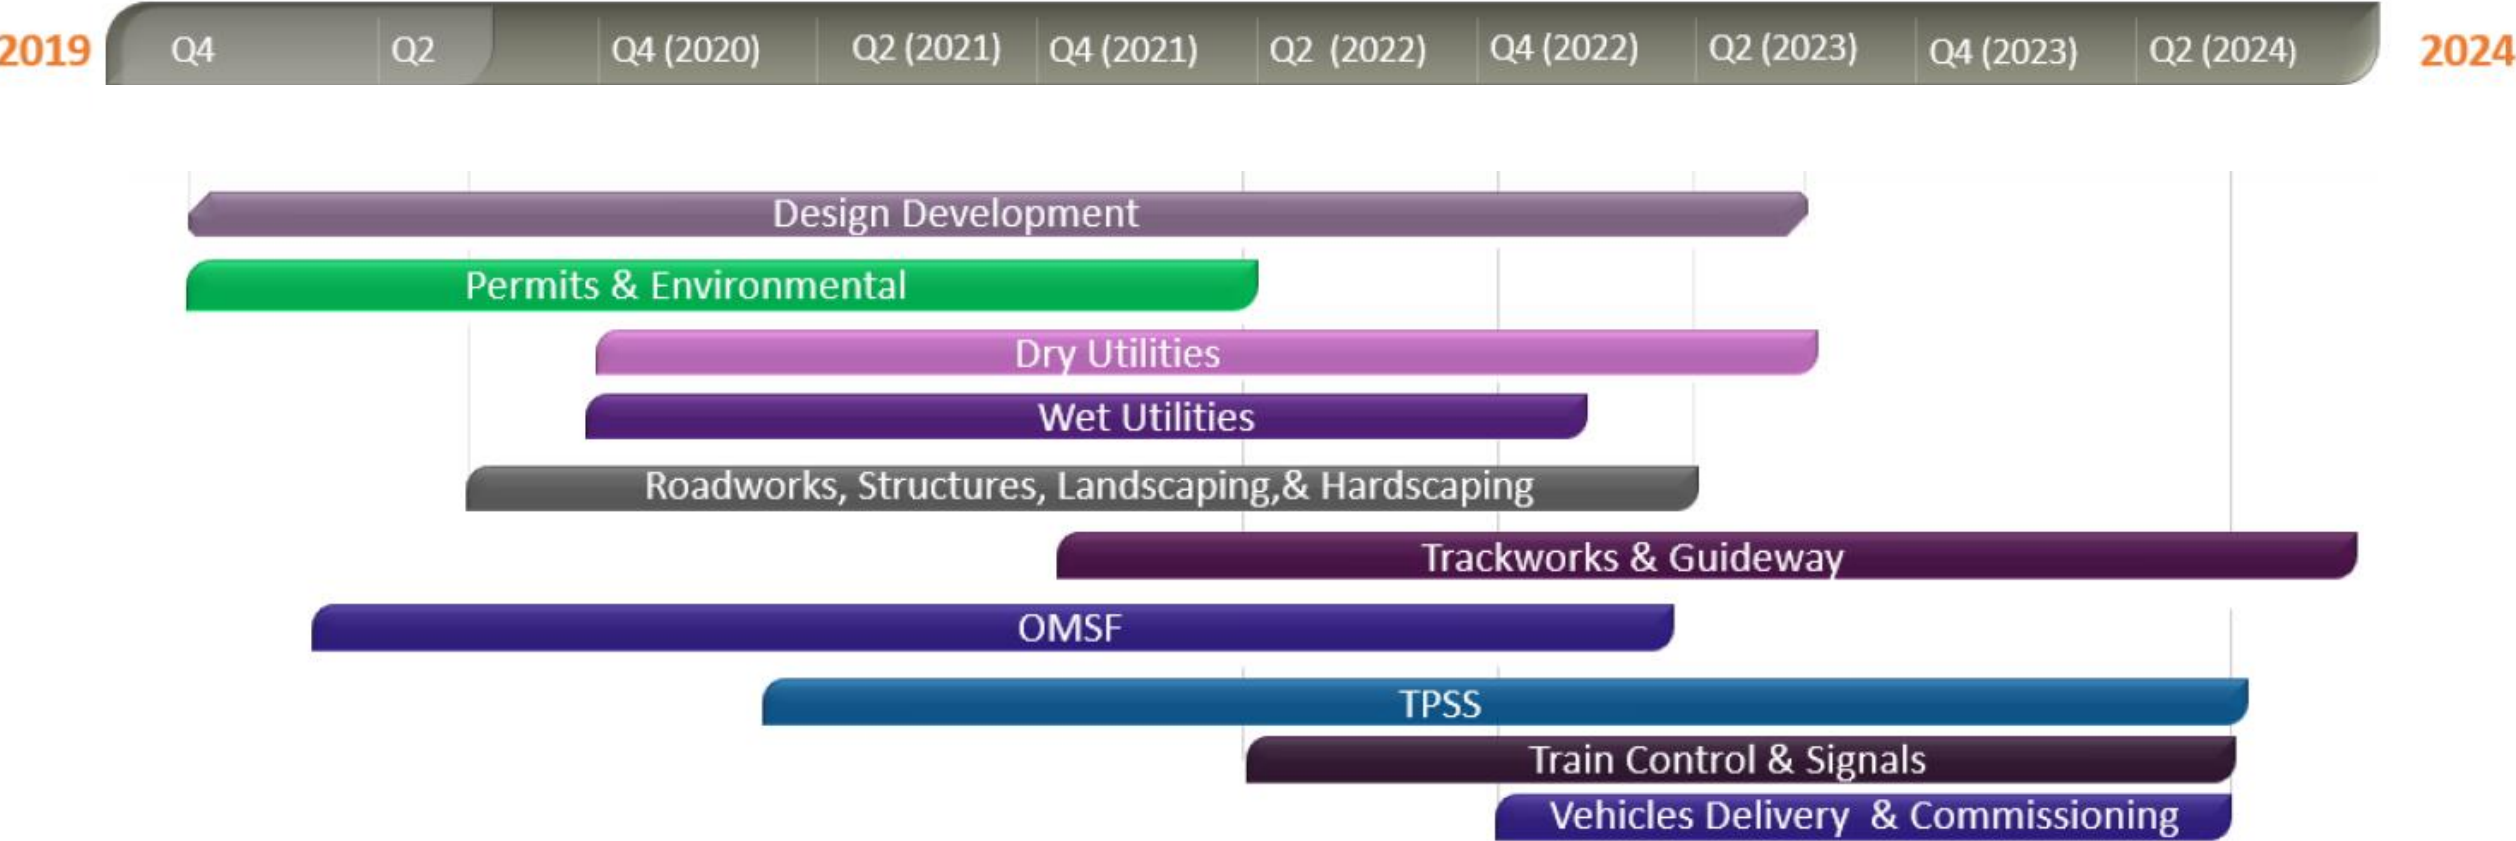 2019 Q4 Q2 Q4 (2020) Q2 (2021) Q4 (2021) Q2 (2022) Q4 (2022) Q2 (2023) Q4 (2023) Q2 (2024) 2024
Design Development
Permits & Environmental
Dry Utilities
Wet Utilities
Roadworks, Structures, Landscaping,& Hardscaping
Trackworks & Guideway
OMSF
TPSS
Train Control & Signals
Vehicles Delivery & Commissioning